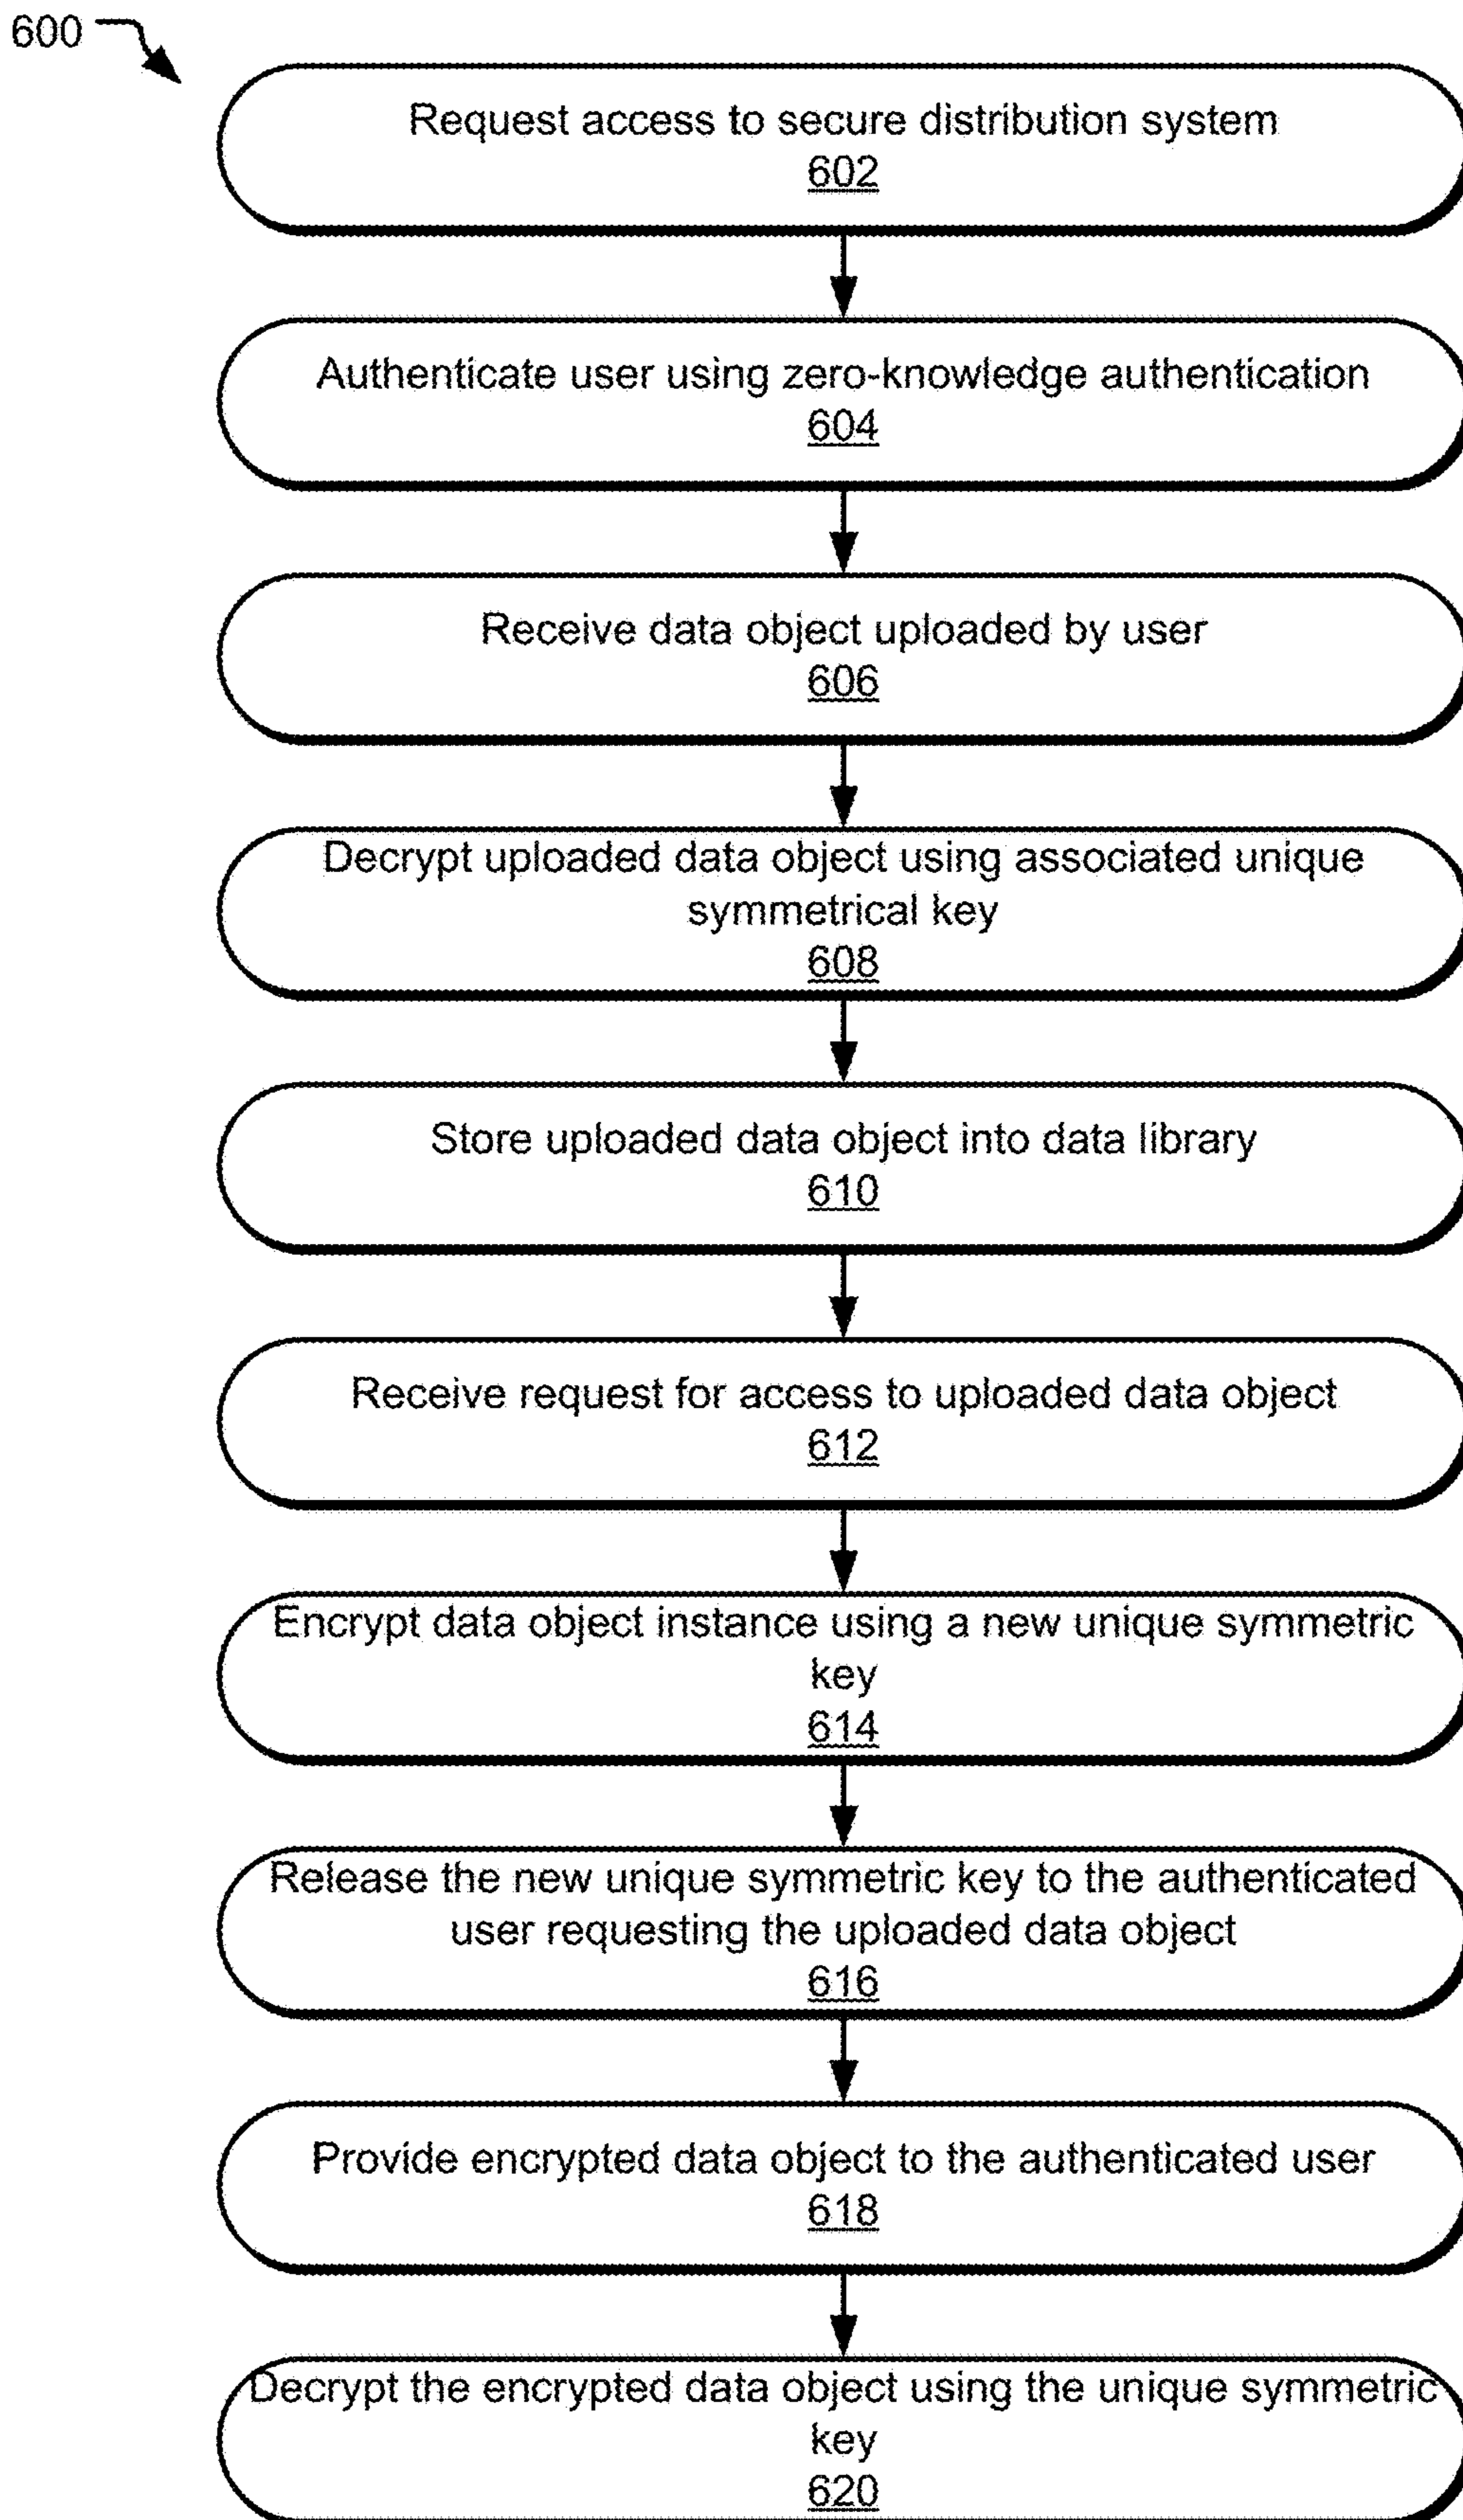 600
Request access to secure distribution system
602
Authenticate user using zero-knowledge authentication
604
Receive data object uploaded by user
606
Decrypt uploaded data object using associated unique
symmetrical key
608
Store uploaded data object into data library
610
Receive request for access to uploaded data object
612
Encrypt data object instance using a new unique symmetric
key
614
Release the new unique symmetric key to the authenticated
user requesting the uploaded data object
616
Provide encrypted data object to the authenticated user
618
Decrypt the encrypted data object using the unique symmetric
key
620